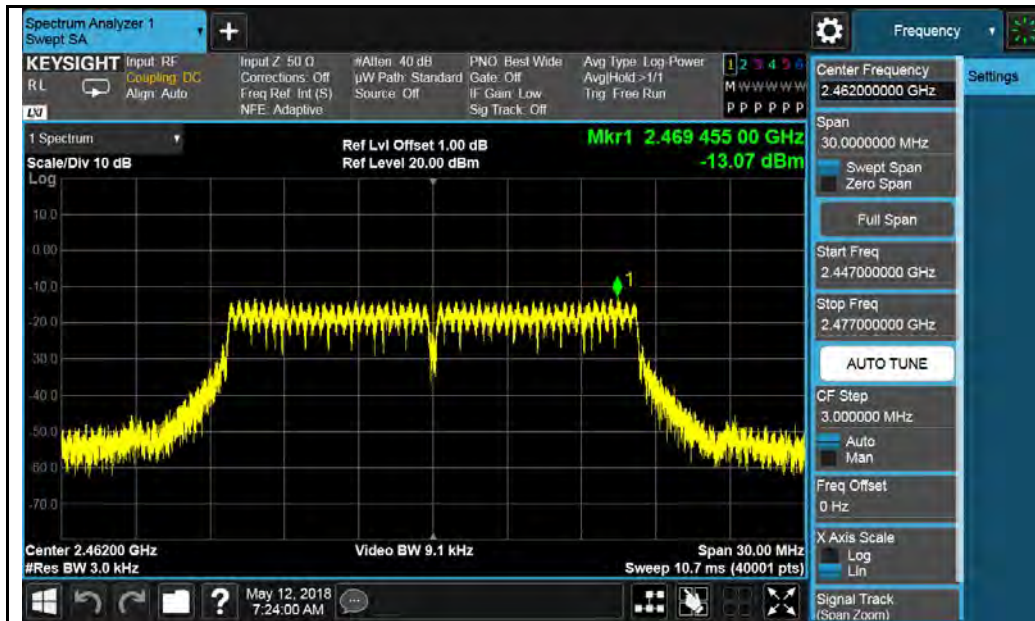 Spectrum Analyzer 1
Swept SA
+
Frequency
KEYSIGHT
RL
LXI
Input: RF
Coupling: DC
Align: Auto
Input Z: 50 Ω
Corrections: Off
Freq Ref: Int (S)
NFE: Adaptive
#Atten: 40 dB
µW Path: Standard
Source: Off
PNO: Best Wide
Gate: Off
IF Gain: Low
Sig Track: Off
Avg Type: Log-Power
Avg|Hold:>1/1
Trig: Free Run
1 2 3 4 5 6
M W W W W W
P P P P P P
1 Spectrum
Scale/Div 10 dB
Log
Ref Lvl Offset 1.00 dB
Ref Level 20.00 dBm
Mkr1 2.469 455 00 GHz
-13.07 dBm
10.0
0.00
-10.0
-20.0
-30.0
-40.0
-50.0
-60.0
-70.0
1
Center 2.46200 GHz
#Res BW 3.0 kHz
Video BW 9.1 kHz
Span 30.00 MHz
Sweep 10.7 ms (40001 pts)
?
May 12, 2018
7:24:00 AM
Center Frequency
2.462000000 GHz
Settings
Span
30.0000000 MHz
Swept Span
Zero Span
Full Span
Start Freq
2.447000000 GHz
Stop Freq
2.477000000 GHz
AUTO TUNE
CF Step
3.000000 MHz
Auto
Man
Freq Offset
0 Hz
X Axis Scale
Log
Lin
Signal Track
(Span Zoom)